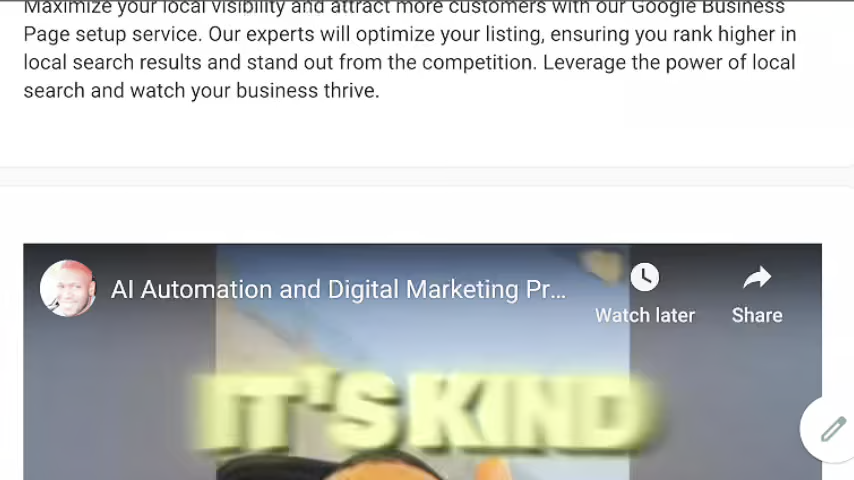 Maximize your local visibility and attract more customers with our Google Business
Page setup service. Our experts will optimize your listing, ensuring you rank higher in
local search results and stand out from the competition. Leverage the power of local
search and watch your business thrive.
AI Automation and Digital Marketing Pr...
Watch later
Share
IT'S KIND